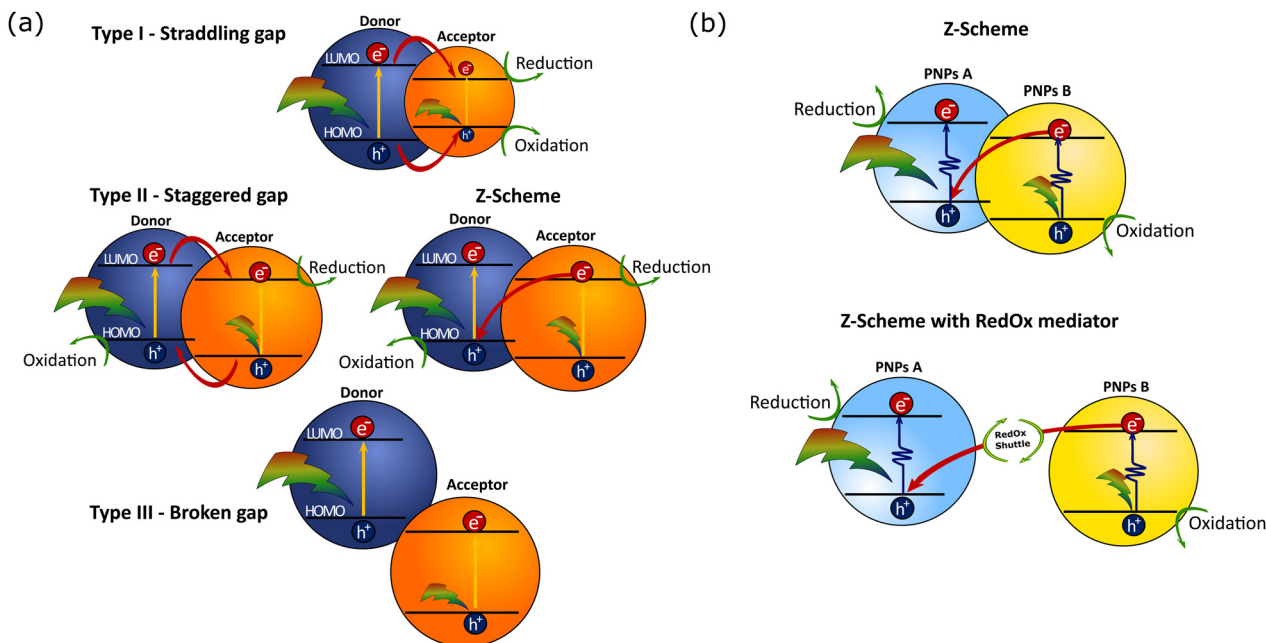 (a)
Type I - Straddling gap
Donor
Acceptor
LUMO
e⁻
e⁻
Reduction
HOMO
h⁺
h⁺
Oxidation
Type II - Staggered gap
Donor
Acceptor
LUMO
e⁻
e⁻
Reduction
HOMO
h⁺
h⁺
Oxidation
Z-Scheme
Donor
Acceptor
LUMO
e⁻
e⁻
Reduction
HOMO
h⁺
h⁺
Oxidation
Type III - Broken gap
Donor
LUMO
e⁻
HOMO
h⁺
Acceptor
e⁻
h⁺
(b)
Z-Scheme
PNPs A
PNPs B
Reduction
e⁻
e⁻
h⁺
h⁺
Oxidation
Z-Scheme with RedOx mediator
PNPs A
PNPs B
Reduction
e⁻
e⁻
RedOx
Shuttle
h⁺
h⁺
Oxidation